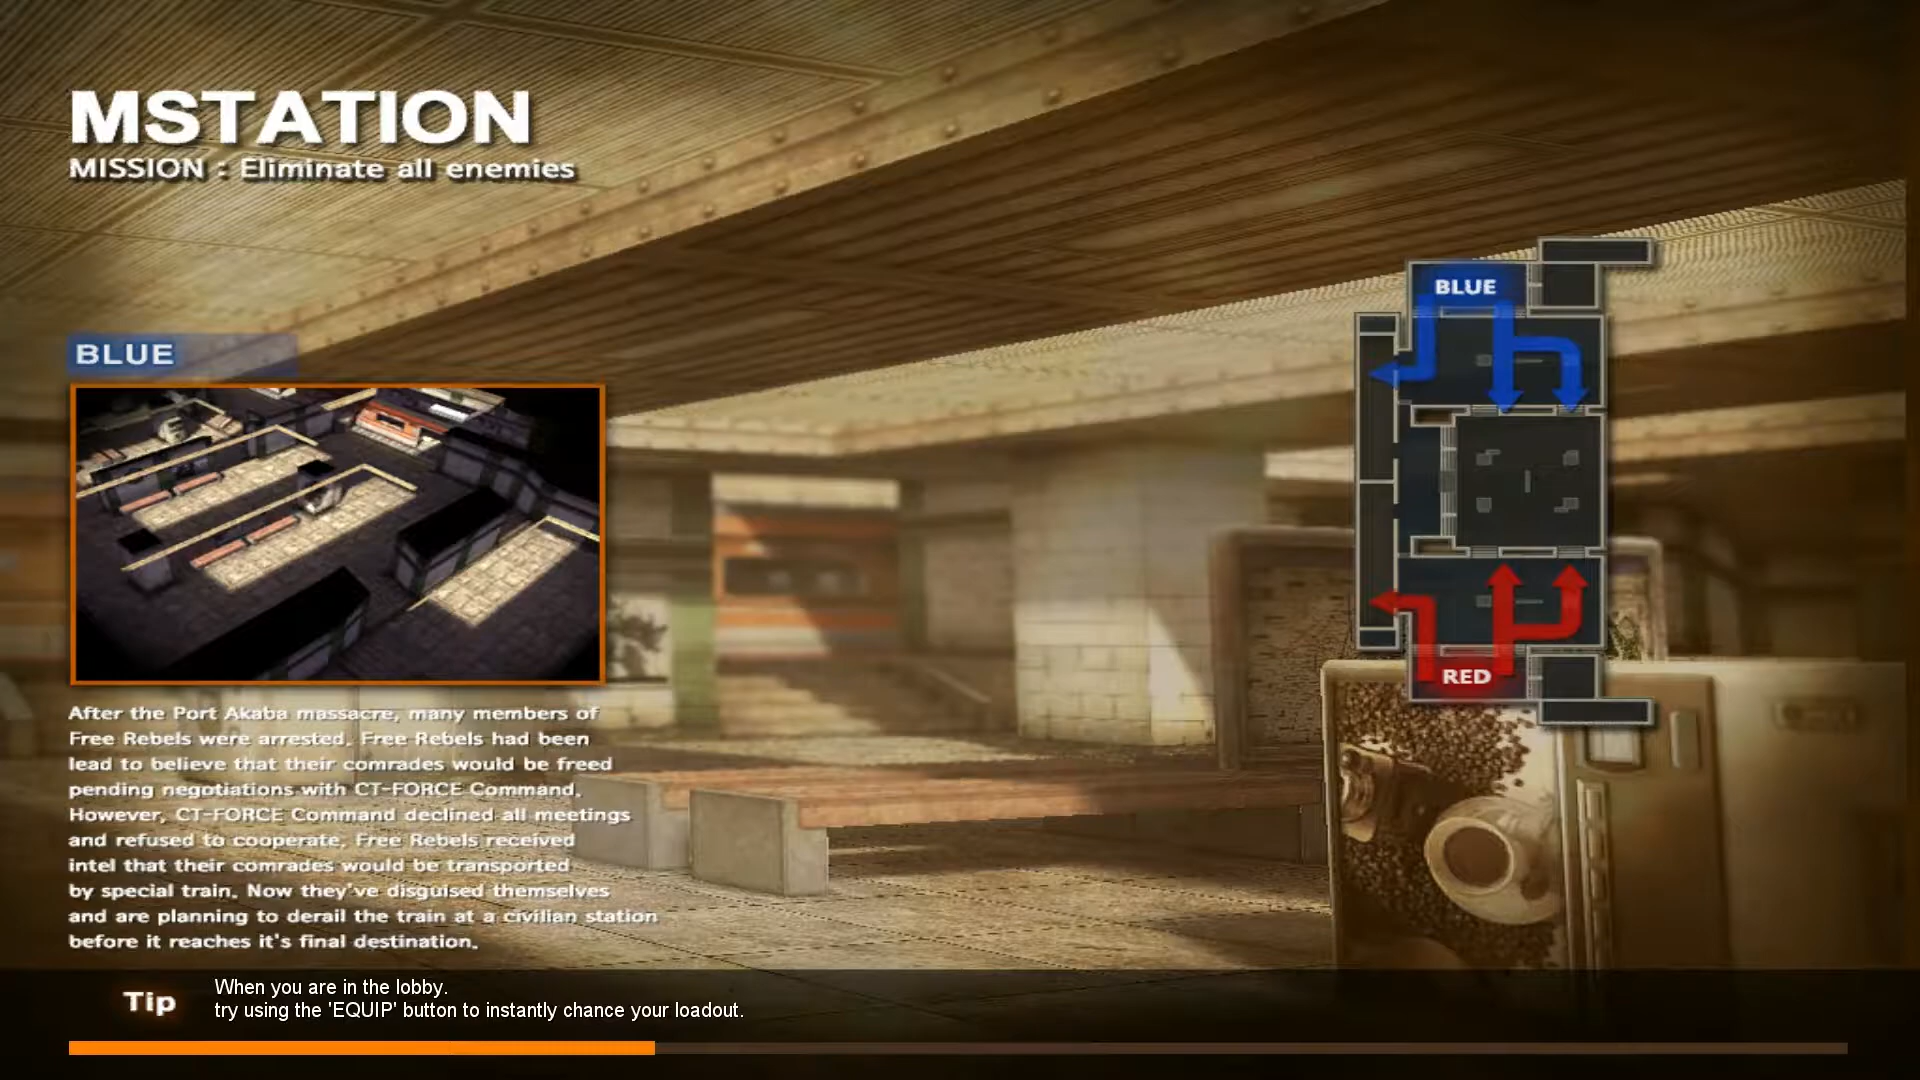 MSTATION
MISSION : Eliminate all enemies
BLUE
After the Port Akaba massacre, many members of
Free Rebels were arrested. Free Rebels had been
lead to believe that their comrades would be freed
pending negotiations with CT-FORCE Command.
However, CT-FORCE Command declined all meetings
and refused to cooperate. Free Rebels received
intel that their comrades would be transported
by special train. Now they've disguised themselves
and are planning to derail the train at a civilian station
before it reaches it's final destination.
BLUE
RED
Tip
When you are in the lobby.
try using the 'EQUIP' button to instantly chance your loadout.